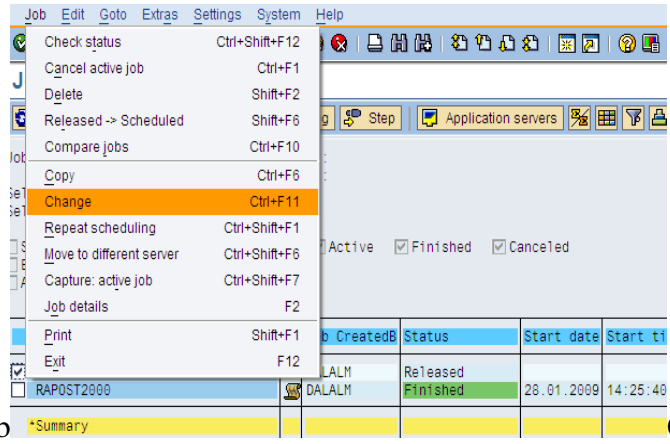 Job Edit Goto Extras Settings System Help
Check status Ctrl+Shift+F12
Cancel active job Ctrl+F1
J
Delete Shift+F2
Released -> Scheduled Shift+F6
g Step Application servers
Compare jobs Ctrl+F10
Job :
Copy Ctrl+F6
:
Sel
Change Ctrl+F11
Sel
Repeat scheduling Ctrl+Shift+F1
S Active Finished Canceled
Move to different server Ctrl+Shift+F6
Capture: active job Ctrl+Shift+F7
Job details F2
Print Shift+F1
b CreatedB Status Start date Start ti
Exit F12
LALM Released
RAPOST2000 DALALM Finished 28.01.2009 14:25:40
*Summary